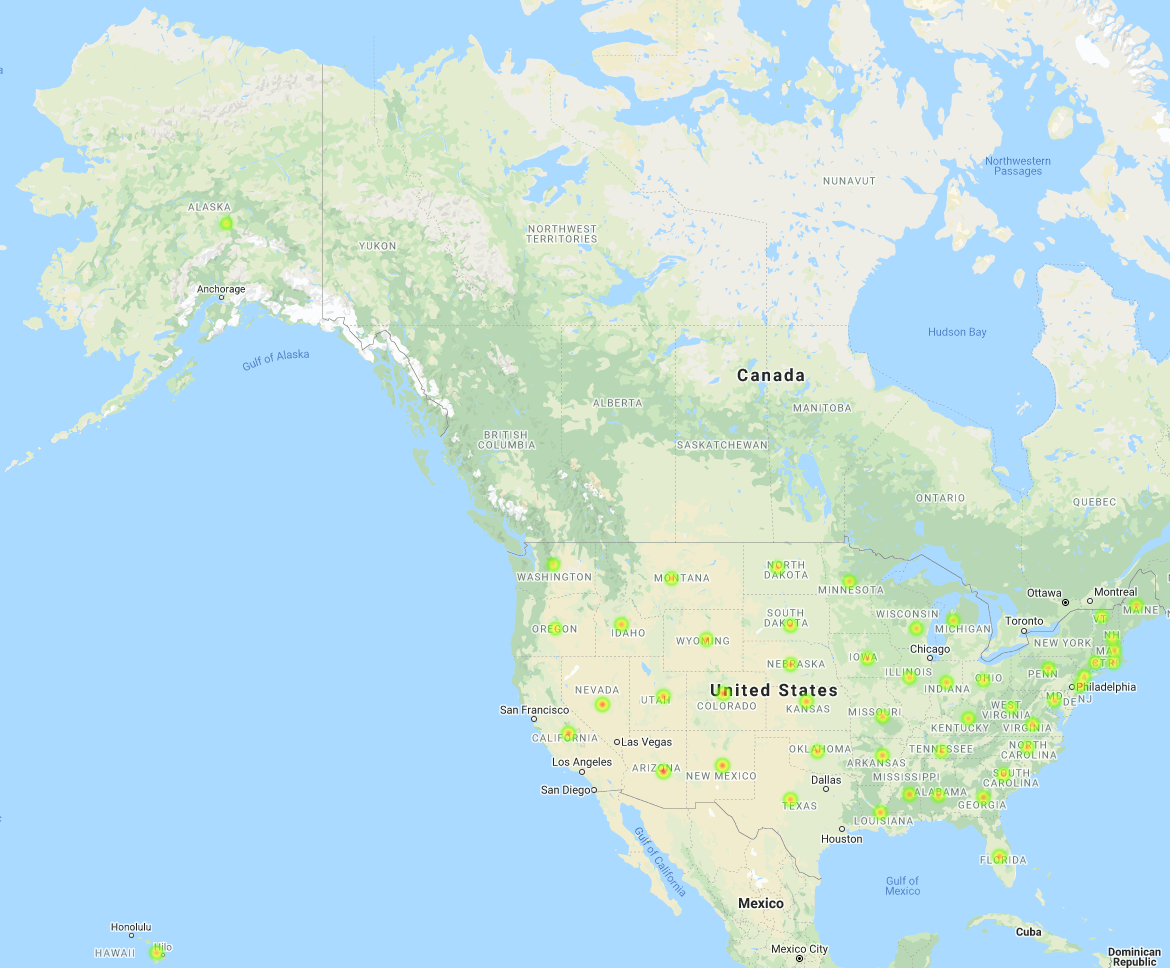 Northwestern
Passages
NUNAVUT
ALASKA
NORTHWEST
TERRITORIES
YUKON
Anchorage
Hudson Bay
Gulf of Alaska
Canada
ALBERTA
MANITOBA
BRITISH
COLUMBIA
SASKATCHEWAN
ONTARIO
QUEBEC
WASHINGTON
MONTANA
NORTH
DAKOTA
MINNESOTA
Ottawa
Montreal
MAINE
OREGON
IDAHO
SOUTH
DAKOTA
WISCONSIN
MICHIGAN
Toronto
VT
NH
WYOMING
NEW YORK
Chicago
MA
IOWA
NEBRASKA
ILLINOIS
INDIANA
OHIO
PENN
CT
RI
United States
NEVADA
UTAH
COLORADO
KANSAS
Philadelphia
MD
DE
NJ
San Francisco
MISSOURI
WEST
VIRGINIA
KENTUCKY
VIRGINIA
CALIFORNIA
Las Vegas
OKLAHOMA
TENNESSEE
NORTH
CAROLINA
Los Angeles
ARIZONA
NEW MEXICO
ARKANSAS
MISSISSIPPI
SOUTH
CAROLINA
San Diego
Dallas
ALABAMA
GEORGIA
TEXAS
LOUISIANA
Houston
Gulf of California
FLORIDA
Gulf of
Mexico
Mexico
Cuba
Honolulu
HAWAII
Hilo
Mexico City
Dominican
Republic